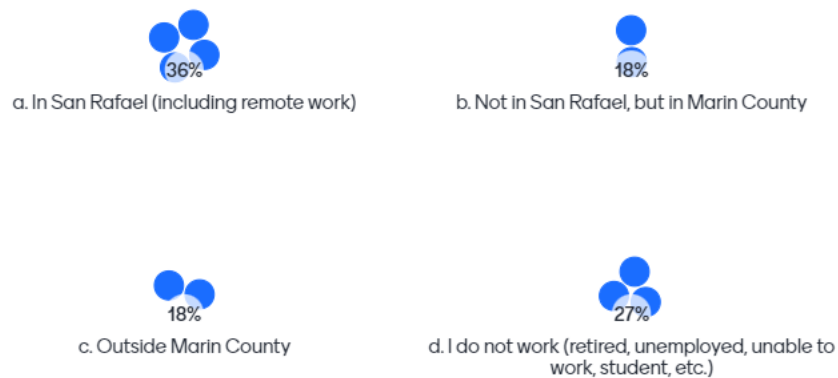 36%
a. In San Rafael (including remote work)
18%
b. Not in San Rafael, but in Marin County
18%
c. Outside Marin County
27%
d. I do not work (retired, unemployed, unable to
work, student, etc.)